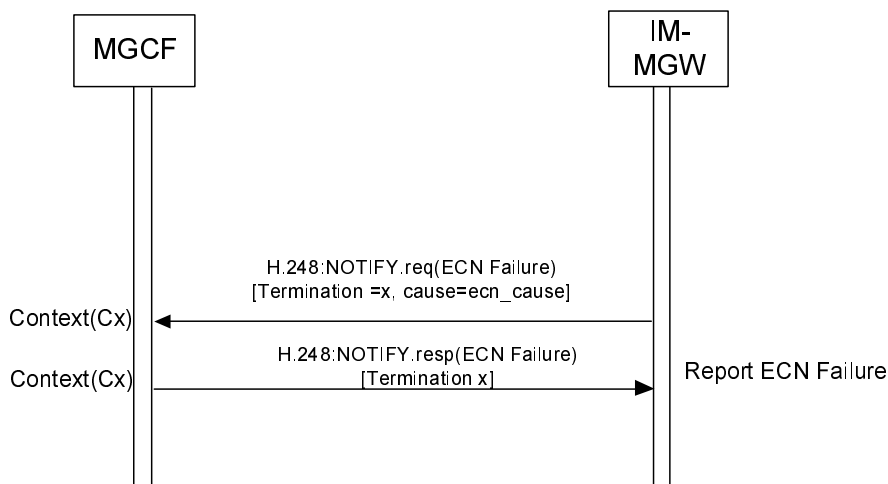 MGCF
IM-
MGW
H.248:NOTIFY.req(ECN Failure)
[Termination =x, cause=ecn_cause]
Context(Cx)
H.248:NOTIFY.resp(ECN Failure)
[Termination x]
Context(Cx)
Report ECN Failure